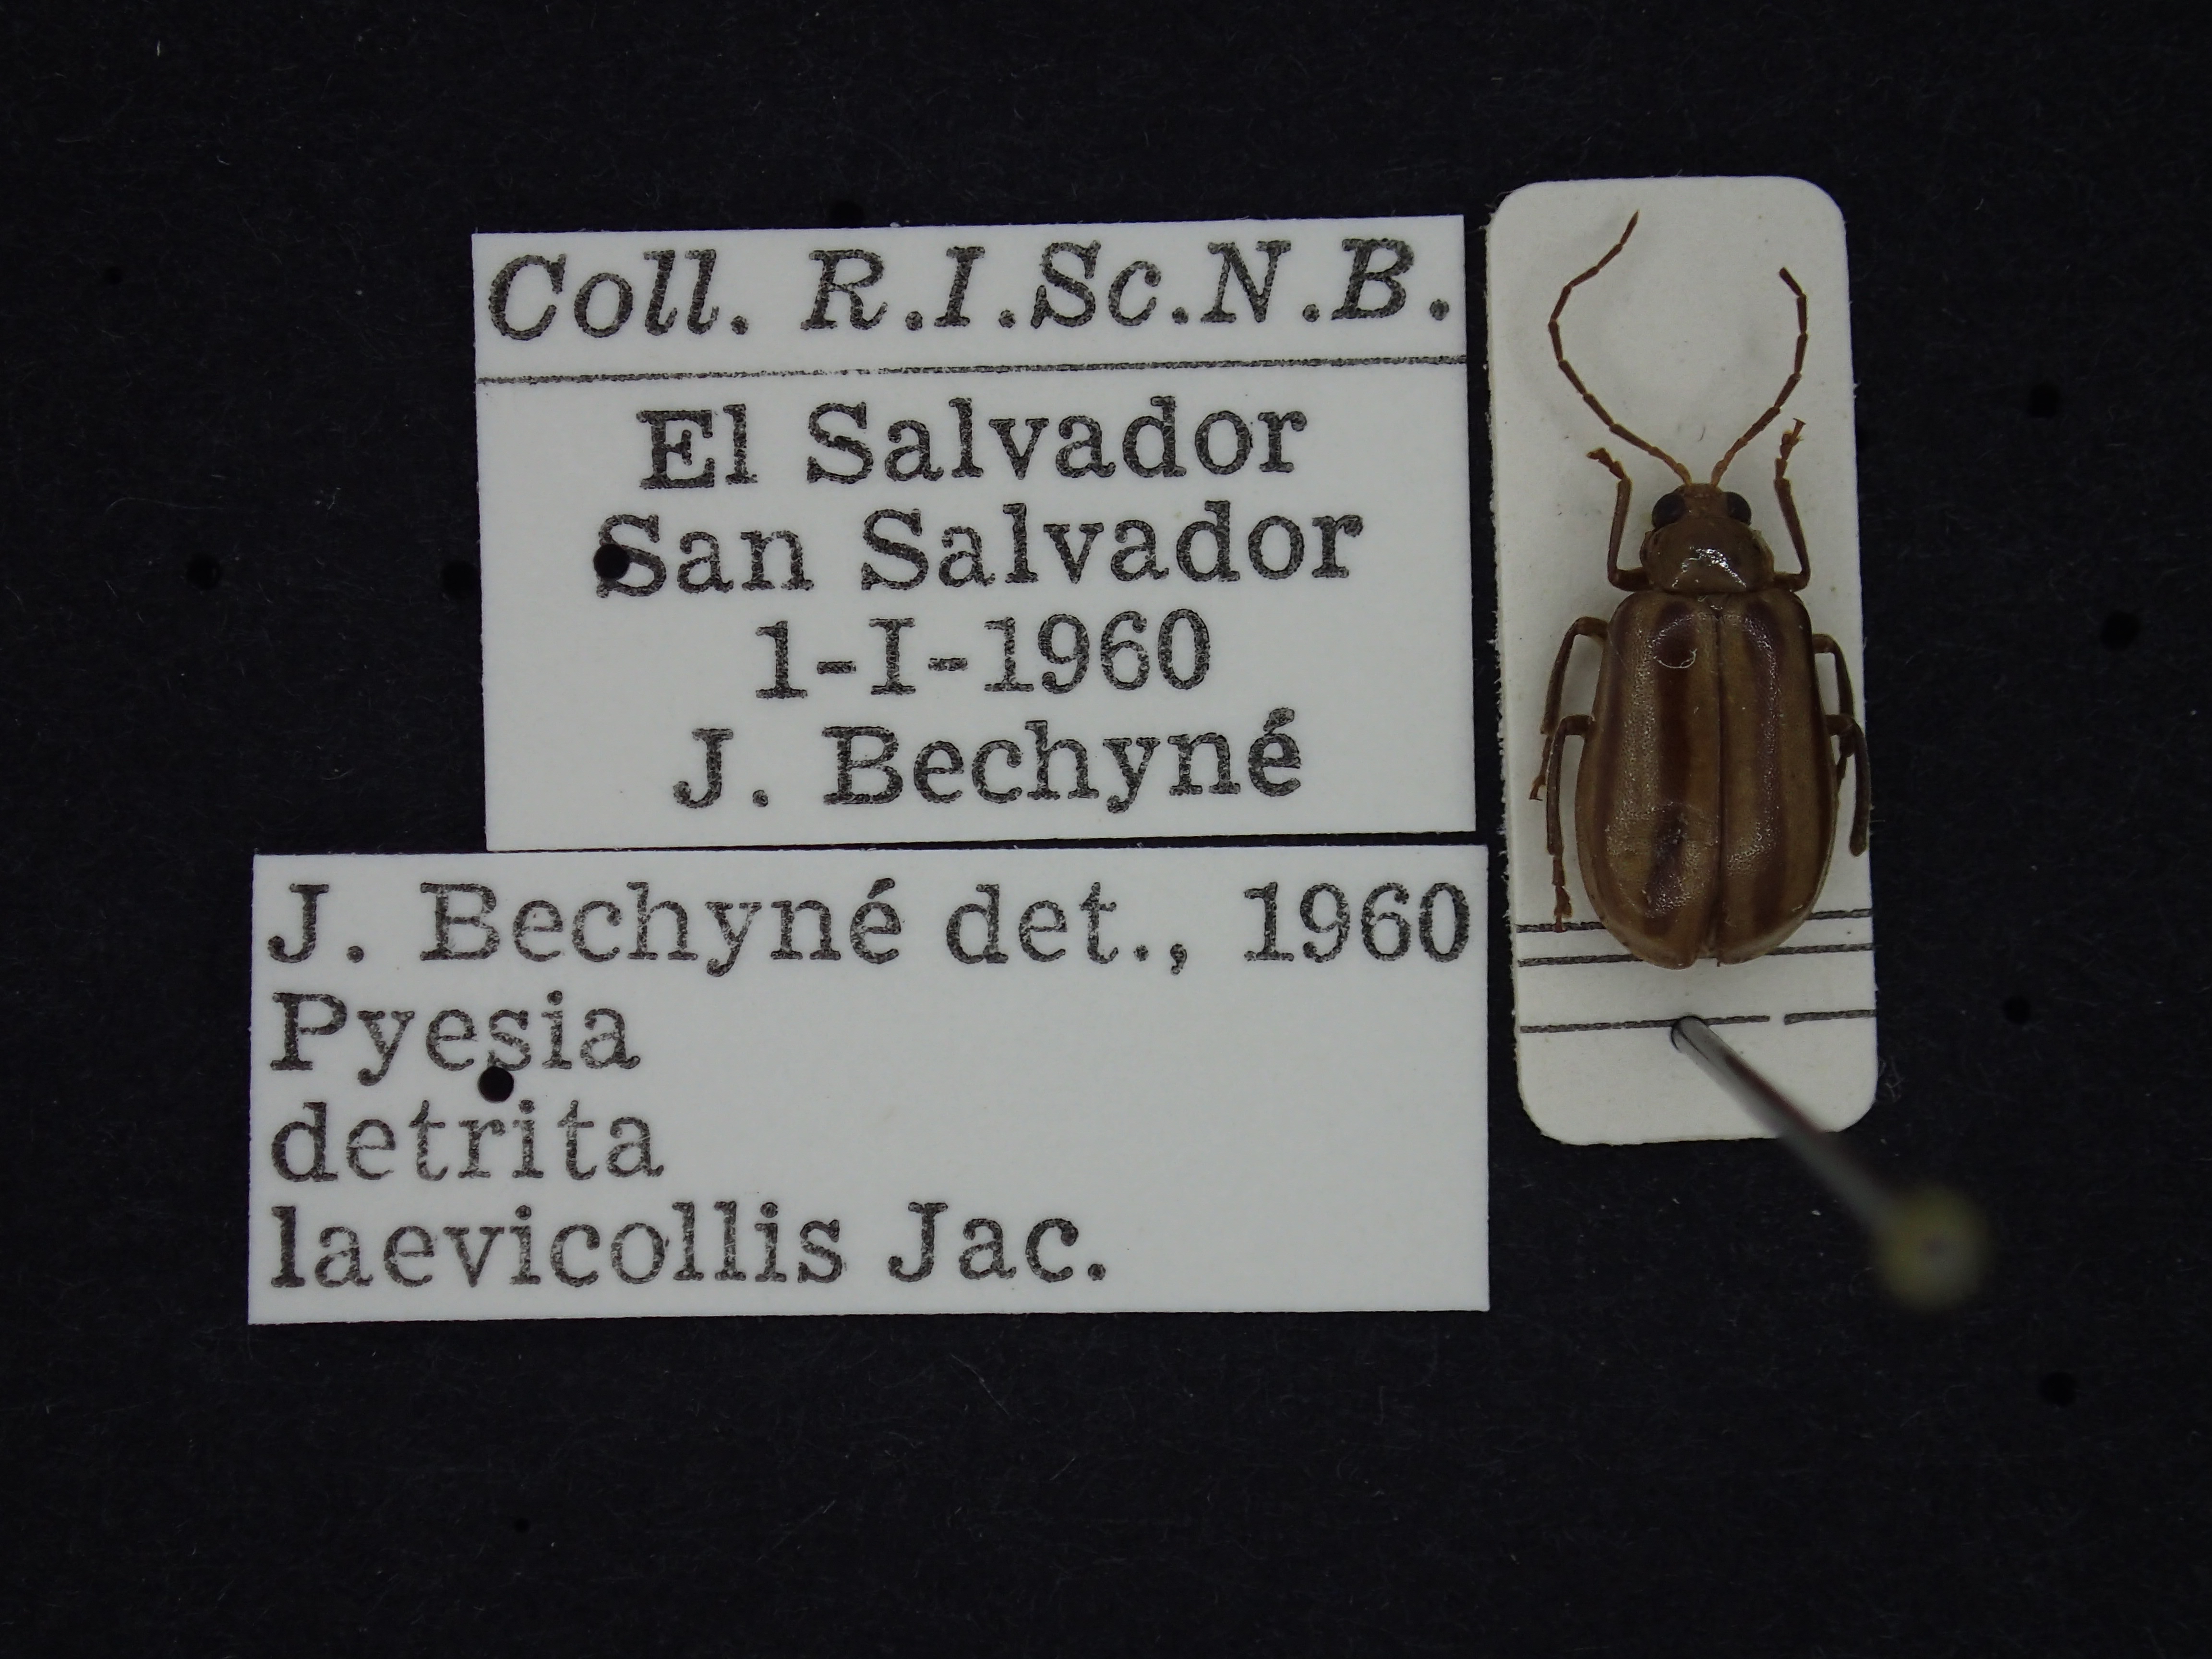 Coll. R.I.Sc.N.B.
El Salvador
San Salvador
1-I-1960
J. Bechyné
J. Bechyné det., 1960
Pyesia
detrita
laevicollis Jac.